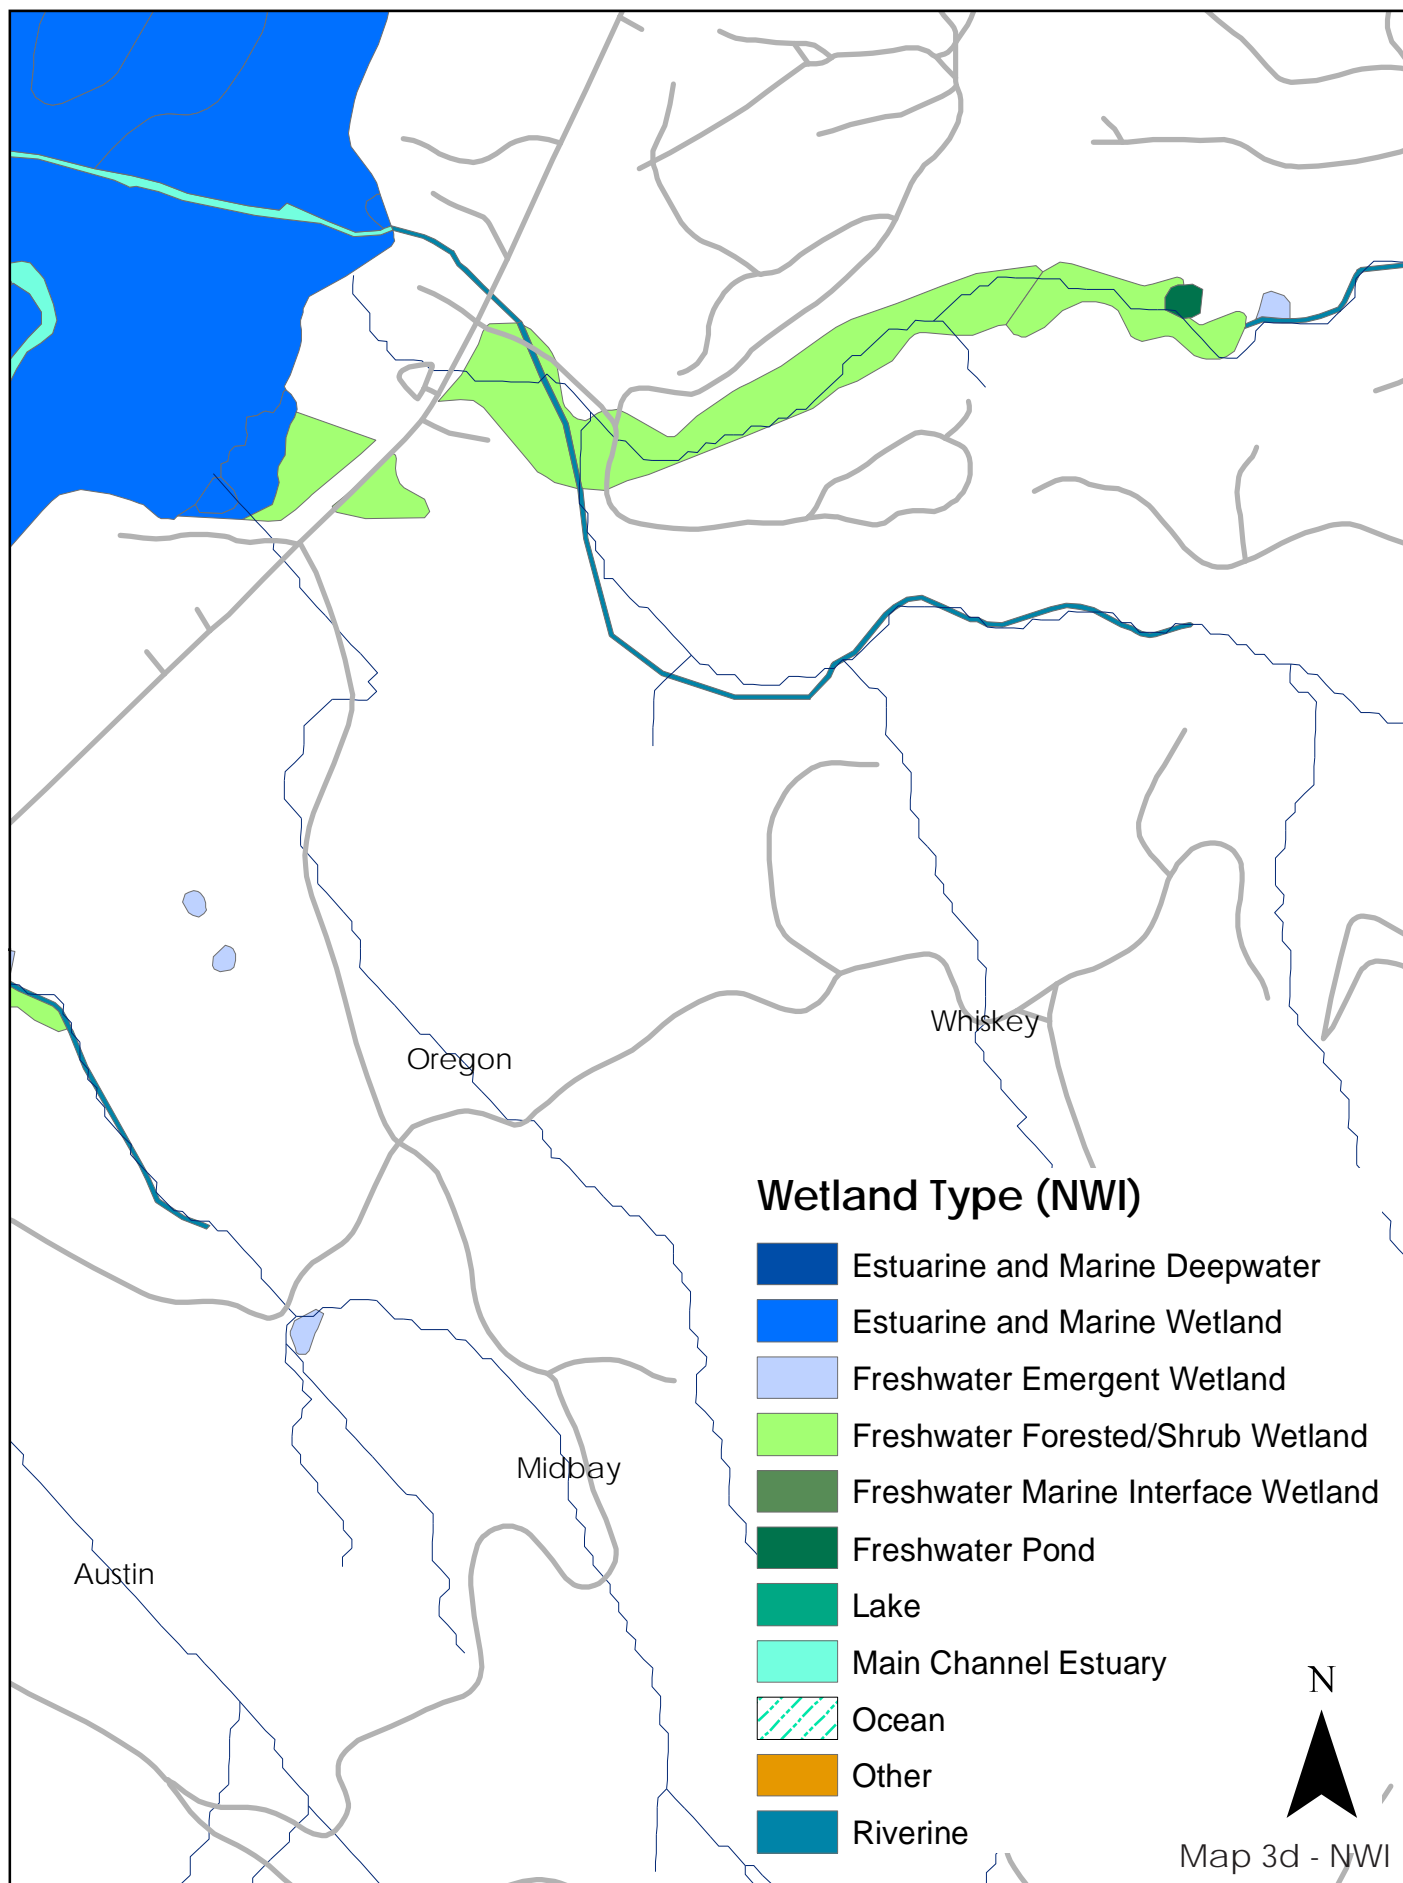 Whiskey
Oregon
Wetland Type (NWI)
Estuarine and Marine Deepwater
Estuarine and Marine Wetland
Freshwater Emergent Wetland
Freshwater Forested/Shrub Wetland
Midbay
Freshwater Marine Interface Wetland
Freshwater Pond
Austin
Lake
Main Channel Estuary
N
Ocean
Other
Riverine
Map 3d - NWI